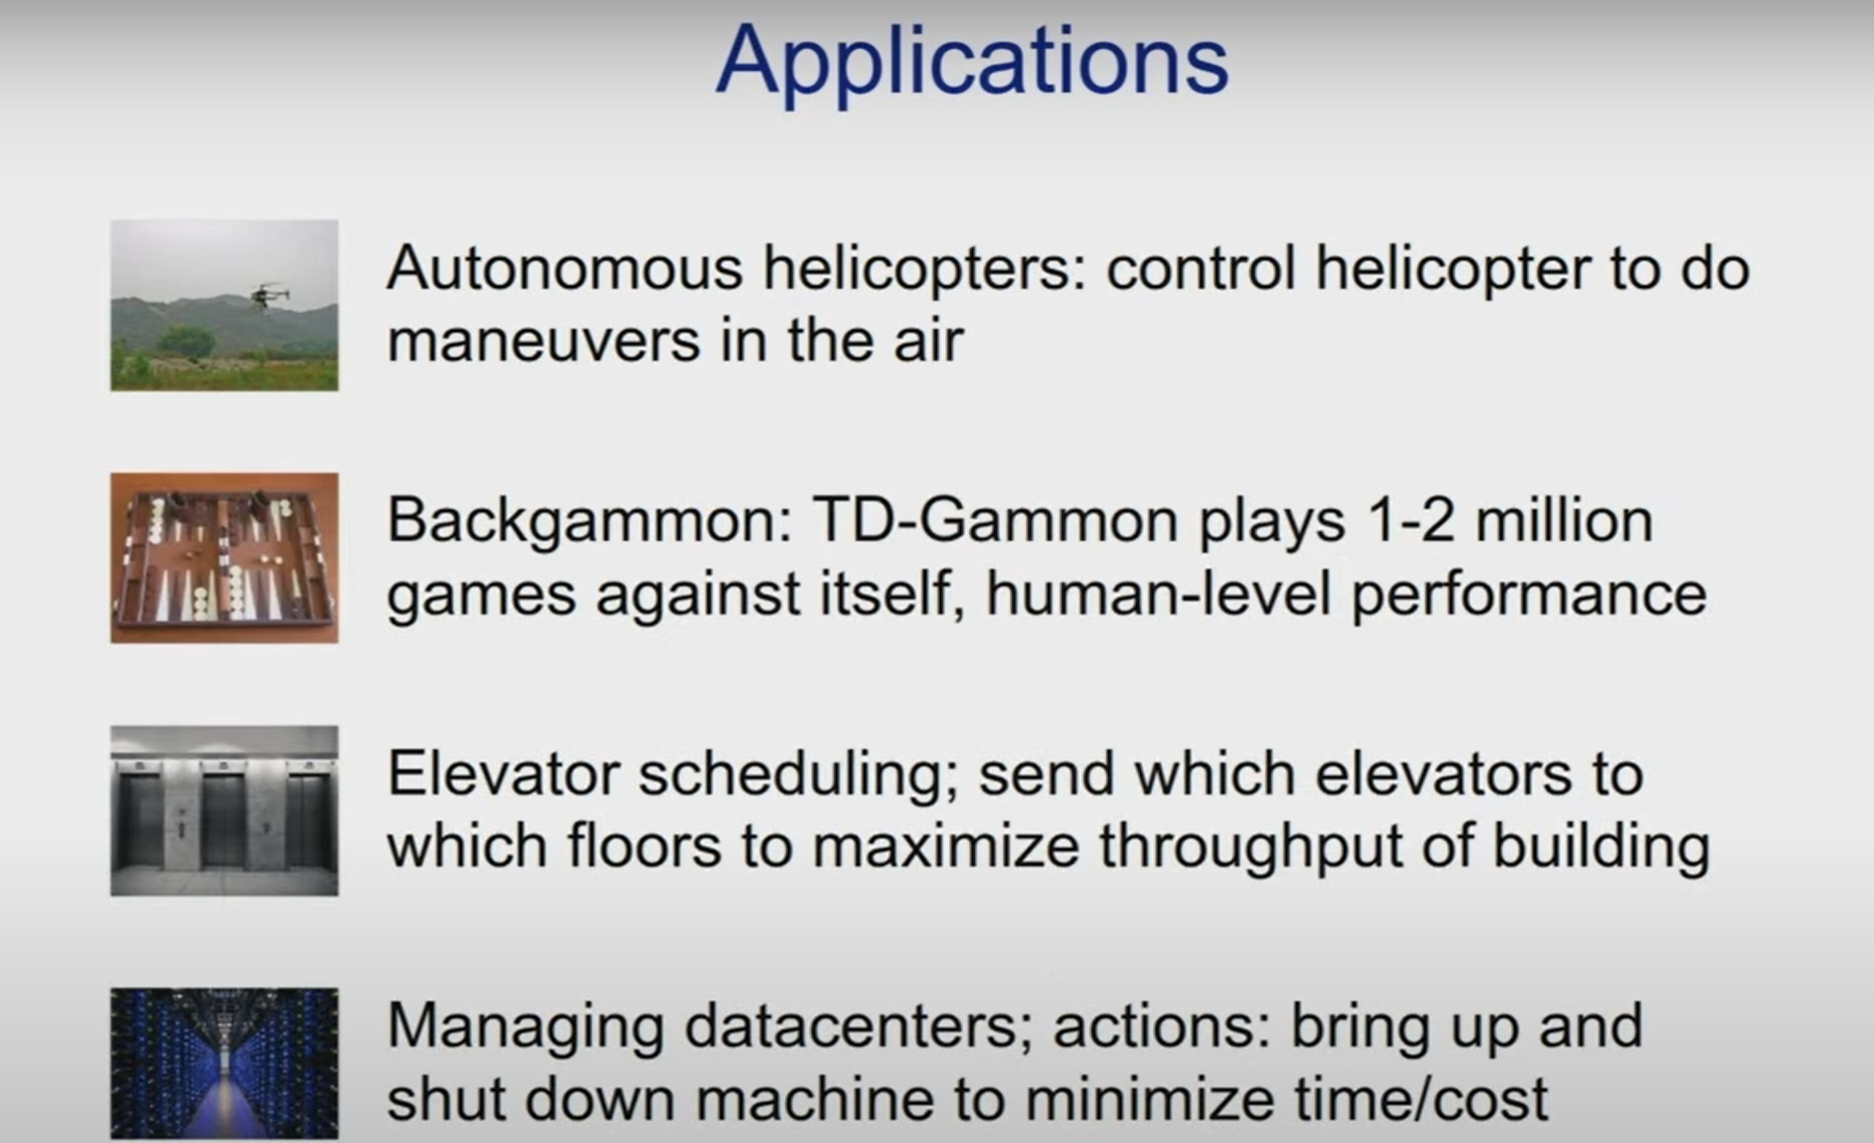 Applications
Autonomous helicopters: control helicopter to do
maneuvers in the air
Backgammon: TD-Gammon plays 1-2 million
games against itself, human-level performance
Elevator scheduling; send which elevators to
which floors to maximize throughput of building
Managing datacenters; actions: bring up and
shut down machine to minimize time/cost